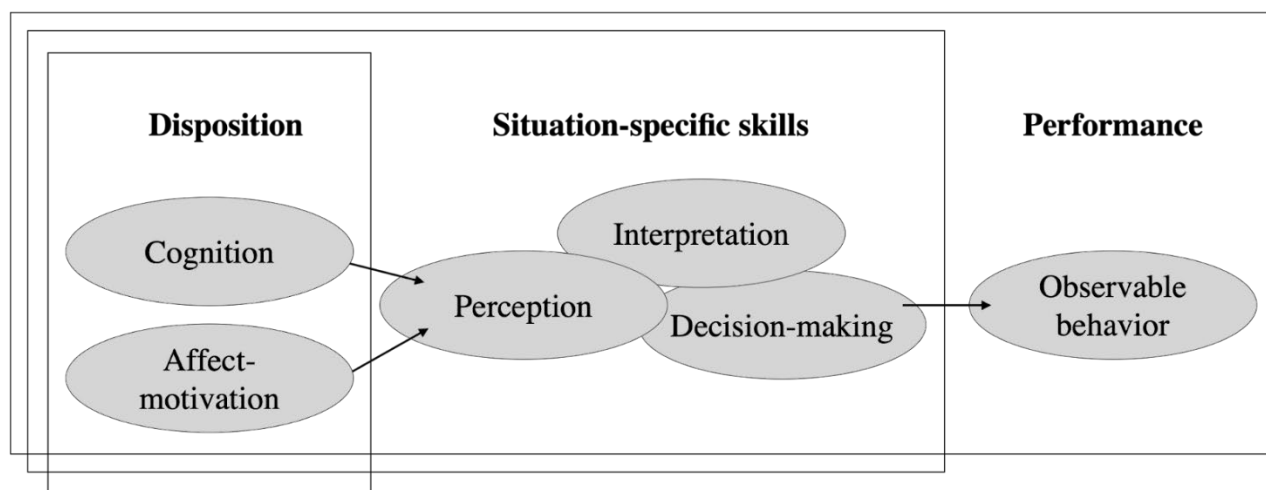 Disposition
Situation-specific skills
Performance
Cognition
Affect-
motivation
Perception
Interpretation
Decision-making
Observable
behavior